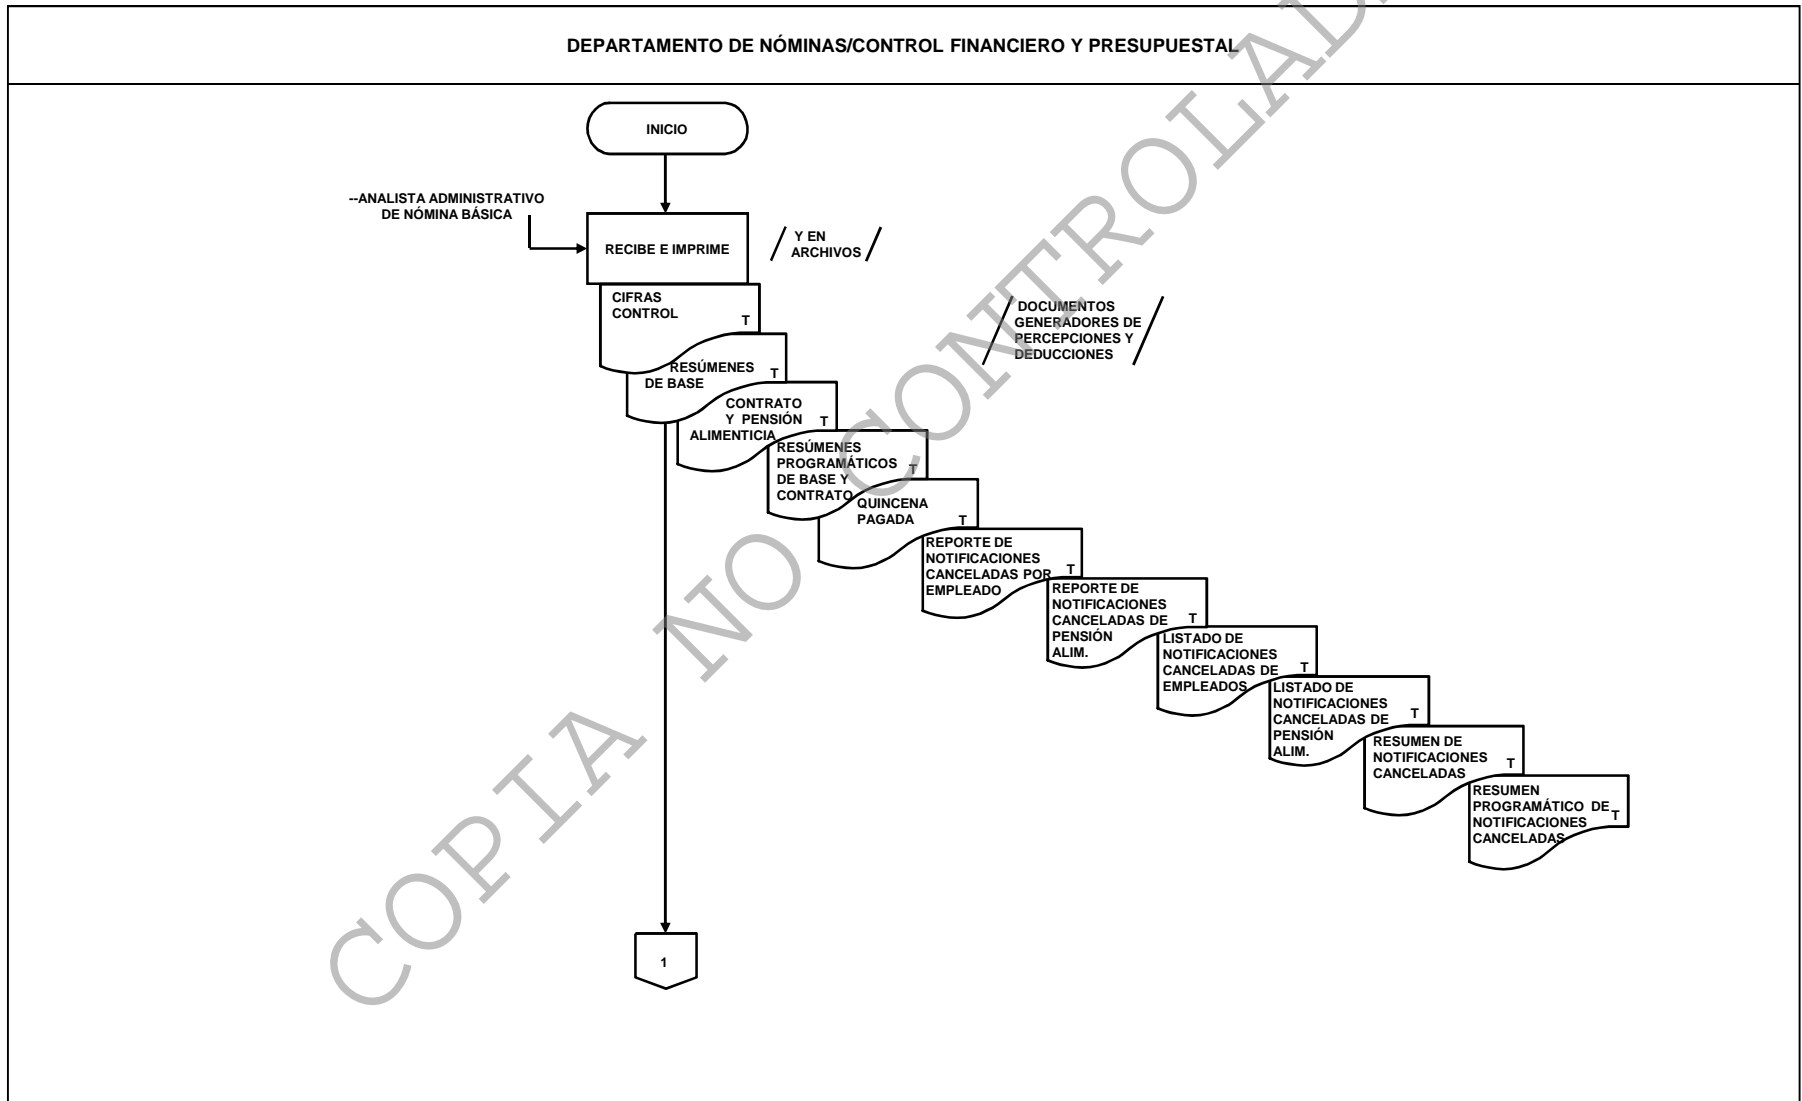 DEPARTAMENTO DE NÓMINAS/CONTROL FINANCIERO Y PRESUPUESTAL
INICIO
--ANALISTA ADMINISTRATIVO
DE NÓMINA BÁSICA
RECIBE E IMPRIME
/ Y EN
ARCHIVOS /
CIFRAS
CONTROL
T
/ DOCUMENTOS
GENERADORES DE
PERCEPCIONES Y
DEDUCCIONES /
RESÚMENES
DE BASE
T
CONTRATO
Y PENSIÓN
ALIMENTICIA
T
RESÚMENES
PROGRAMÁTICOS
DE BASE Y
CONTRATO
T
QUINCENA
PAGADA
T
REPORTE DE
NOTIFICACIONES
CANCELADAS POR
EMPLEADO
T
REPORTE DE
NOTIFICACIONES
CANCELADAS DE
PENSIÓN
ALIM.
T
LISTADO DE
NOTIFICACIONES
CANCELADAS DE
EMPLEADOS
T
LISTADO DE
NOTIFICACIONES
CANCELADAS DE
PENSIÓN
ALIM.
T
RESUMEN DE
NOTIFICACIONES
CANCELADAS
T
RESUMEN
PROGRAMÁTICO DE
NOTIFICACIONES
CANCELADAS
T
1
COPIA NO CONTROLAD